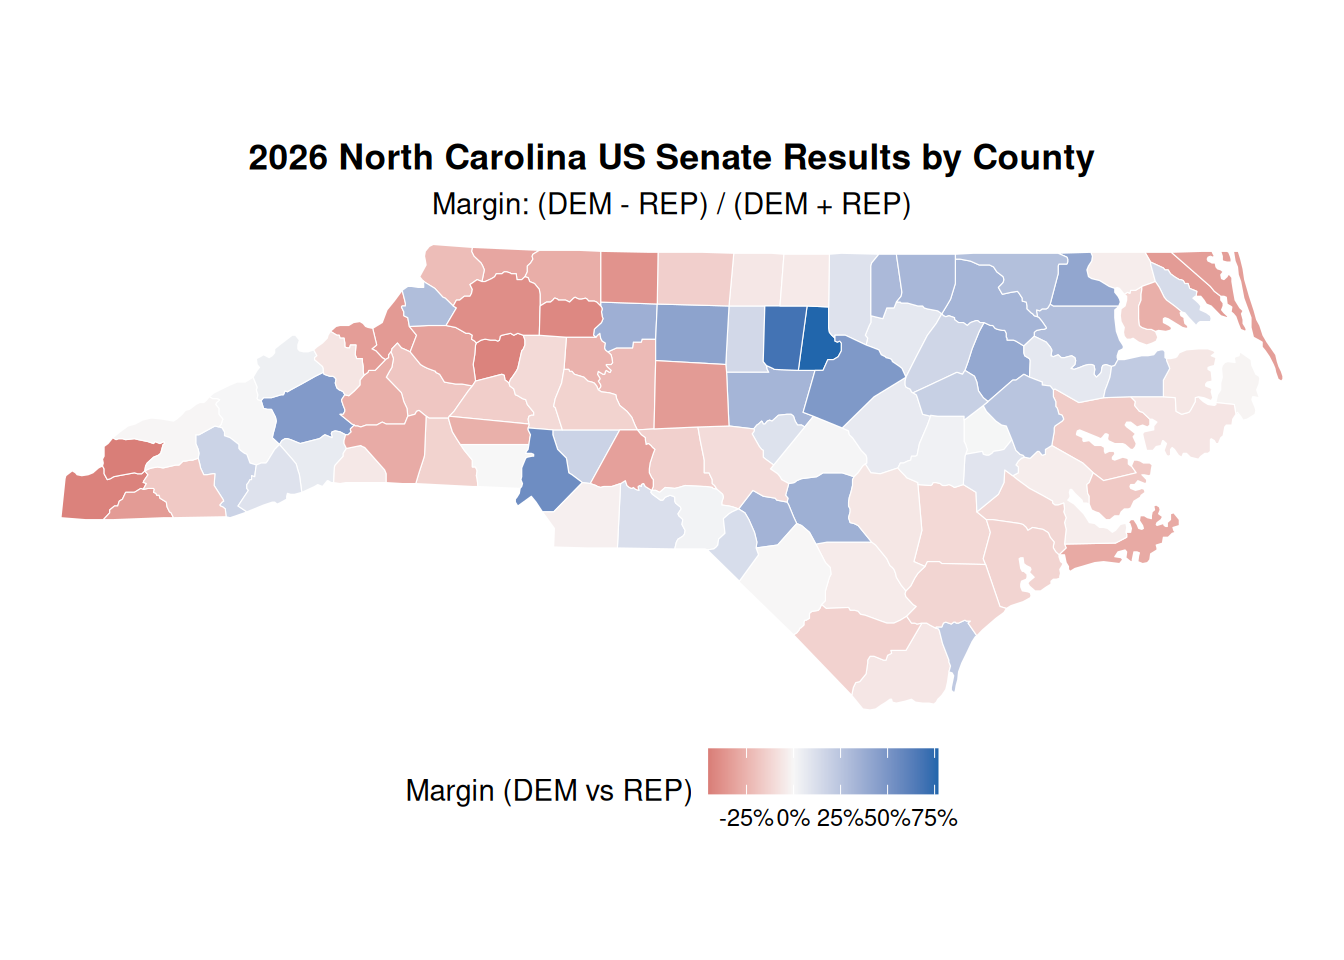 2026 North Carolina US Senate Results by County
Margin: (DEM - REP) / (DEM + REP)
Margin (DEM vs REP)
-25% 0% 25% 50% 75%